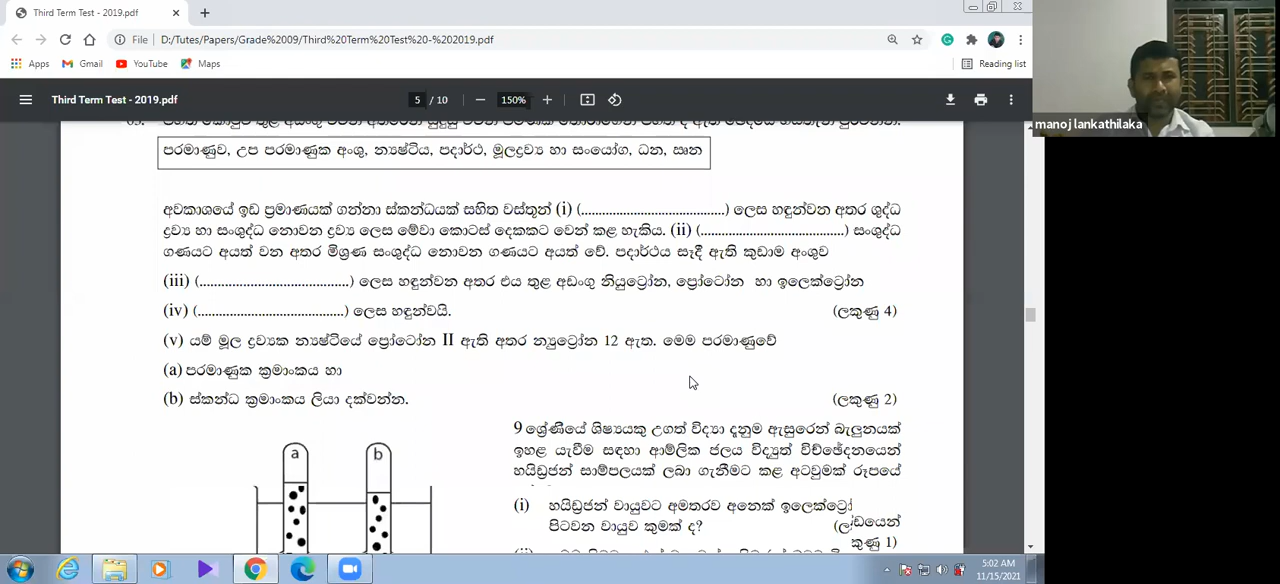 Third Term Test - 2019.pdf
File | D:/Tutes/Papers/Grade%2009/Third%20Term%20Test%20-%202019.pdf
Apps Gmail YouTube Maps Reading list
Third Term Test - 2019.pdf 5 / 10 150%
manoj lankathilaka
පරමාණුව, උප පරමාණුක අංශු, න්‍යෂ්ටිය, පදාර්ථ, මූලද්‍රව්‍ය හා සංයෝග, ධන, ඍන
අවකාශයේ ඉඩ ප්‍රමාණයක් ගන්නා ස්කන්ධයක් සහිත වස්තූන් (i) (............................................) ලෙස හඳුන්වන අතර ශුද්ධ
ද්‍රව්‍ය හා සංශුද්ධ නොවන ද්‍රව්‍ය ලෙස මේවා කොටස් දෙකකට වෙන් කළ හැකිය. (ii) (............................................) සංශුද්ධ
ගණයට අයත් වන අතර මිශ්‍රණ සංශුද්ධ නොවන ගණයට අයත් වේ. පදාර්ථය සෑදී ඇති කුඩාම අංශුව
(iii) (............................................) ලෙස හඳුන්වන අතර එය තුළ අඩංගු නියුට්‍රෝන, ප්‍රෝටෝන හා ඉලෙක්ට්‍රෝන
(iv) (............................................) ලෙස හඳුන්වයි. (ලකුණු 4)
(v) යම් මූල ද්‍රව්‍යක න්‍යෂ්ටියේ ප්‍රෝටෝන II ඇති අතර න්‍යුට්‍රෝන 12 ඇත. මෙම පරමාණුවේ
(a) පරමාණුක ක්‍රමාංකය හා
(b) ස්කන්ධ ක්‍රමාංකය ලියා දක්වන්න. (ලකුණු 2)
a b
9 ශ්‍රේණියේ ශිෂ්‍යයකු උගත් විද්‍යා දැනුම ඇසුරෙන් බැලුනයක්
ඉහළ යැවීම සඳහා ආම්ලික ජලය විද්‍යුත් විච්ඡේදනයෙන්
හයිඩ්‍රජන් සාම්පලයක් ලබා ගැනීමට කළ අටවුමක් රූපයේ
(i) හයිඩ්‍රජන් වායුවට අමතරව අනෙක් ඉලෙක්ට්‍රෝ
ඩයෙන්
පිටවන වායුව කුමක් ද? (ල
කුණු 1)
5:02 AM
11/15/2021